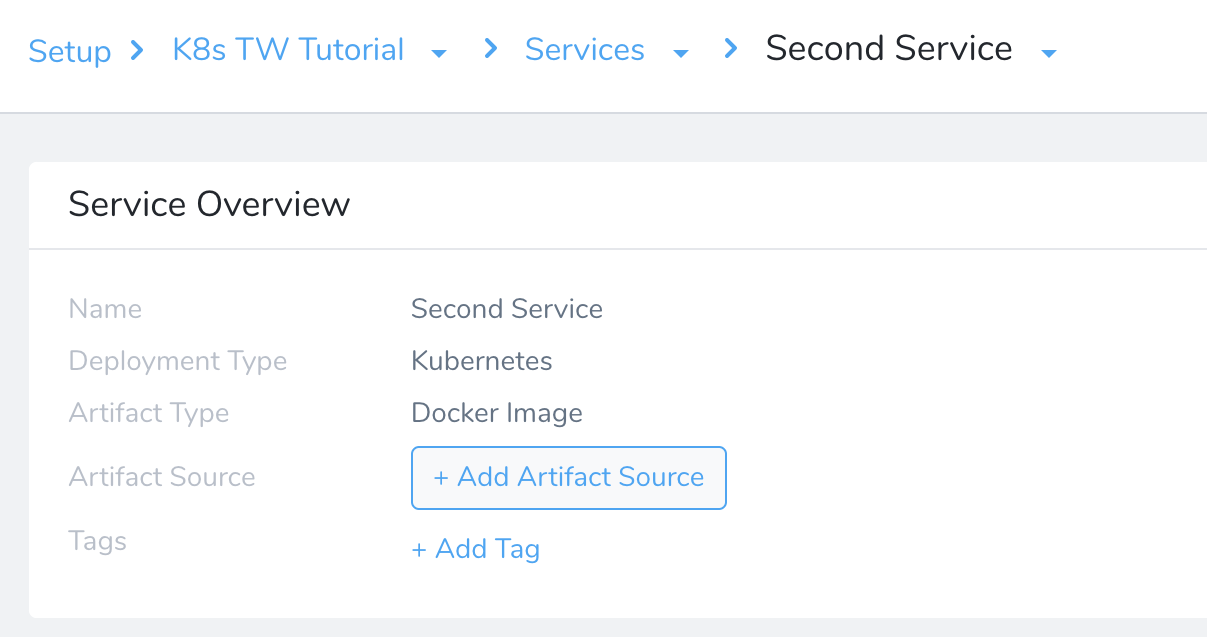 Setup > K8s TW Tutorial > Services > Second Service
Service Overview
Name Second Service
Deployment Type Kubernetes
Artifact Type Docker Image
Artifact Source + Add Artifact Source
Tags + Add Tag